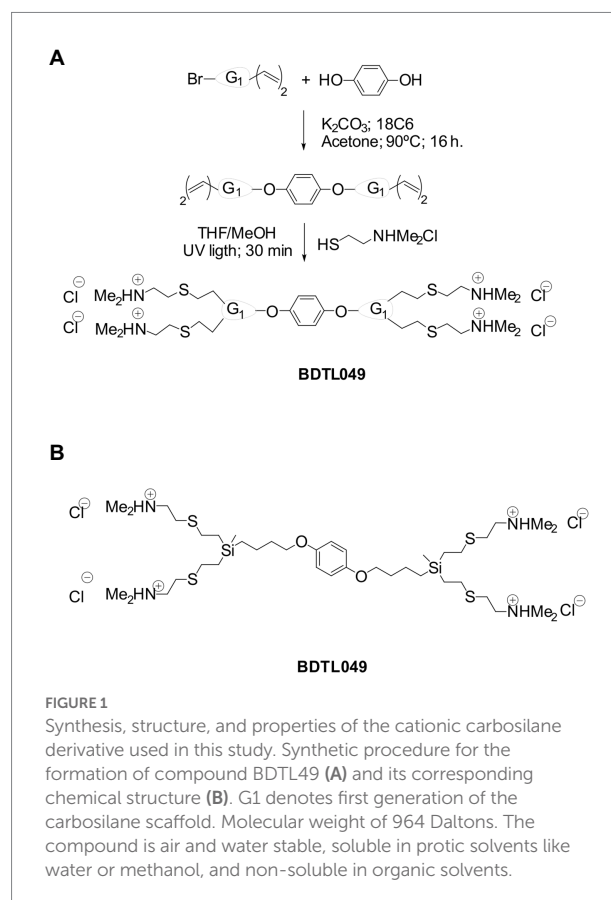 A
Br G₁ ( )₂ + HO OH
K₂CO₃; 18C6
Acetone; 90ºC; 16 h.
₂( ) G₁ O O G₁ ( )₂
THF/MeOH
UV ligth; 30 min
HS NHMe₂Cl
Cl⊖ Me₂HN⊕ S S NHMe₂⊕ Cl⊖
G₁ O O G₁
Cl⊖ Me₂HN⊕ S S NHMe₂⊕ Cl⊖
BDTL049
B
Cl⊖ Me₂HN⊕ S S NHMe₂⊕ Cl⊖
Si O O Si
Cl⊖ Me₂HN⊕ S S NHMe₂⊕ Cl⊖
BDTL049
FIGURE 1
Synthesis, structure, and properties of the cationic carbosilane
derivative used in this study. Synthetic procedure for the
formation of compound BDTL49 (A) and its corresponding
chemical structure (B). G1 denotes first generation of the
carbosilane scaffold. Molecular weight of 964 Daltons. The
compound is air and water stable, soluble in protic solvents like
water or methanol, and non-soluble in organic solvents.